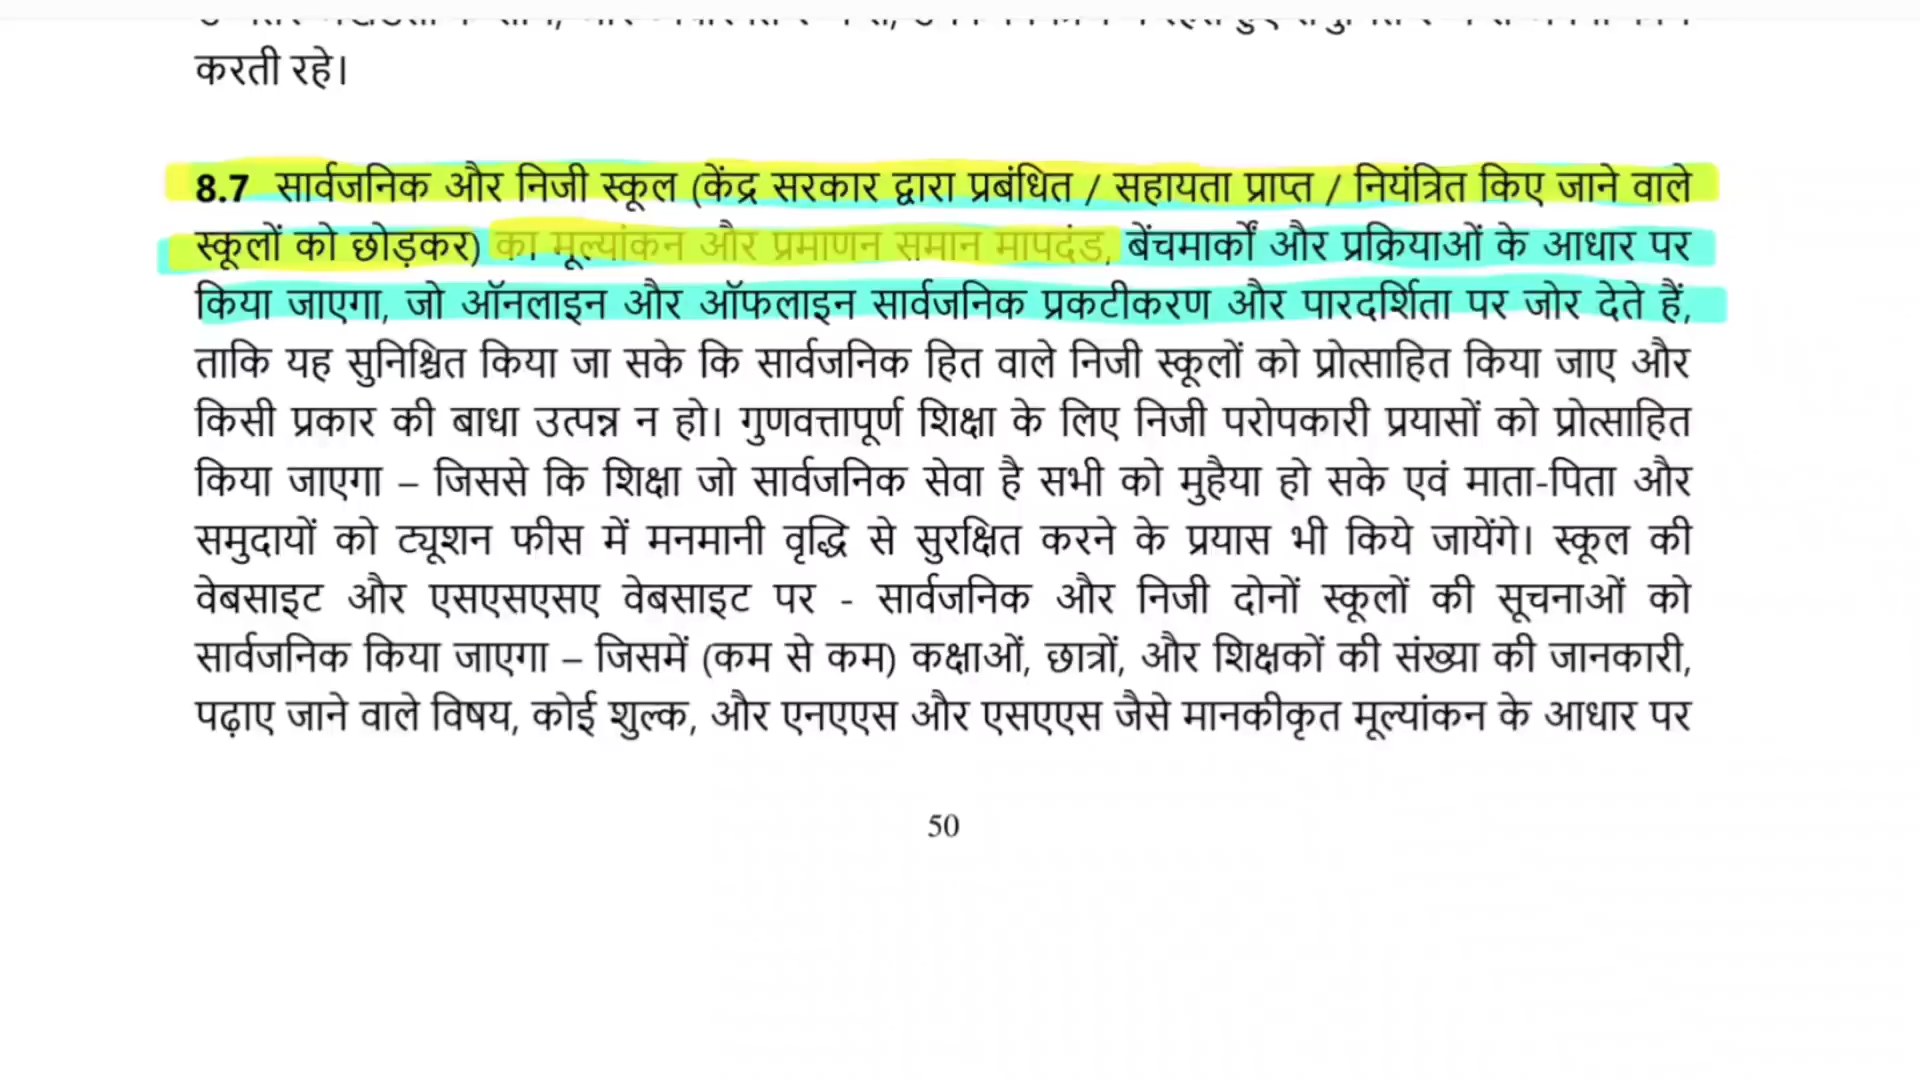 करती रहे।
8.7 सार्वजनिक और निजी स्कूल (केंद्र सरकार द्वारा प्रबंधित / सहायता प्राप्त / नियंत्रित किए जाने वाले
स्कूलों को छोड़कर) का मूल्यांकन और प्रमाणन समान मापदंड, बेंचमार्कों और प्रक्रियाओं के आधार पर
किया जाएगा, जो ऑनलाइन और ऑफलाइन सार्वजनिक प्रकटीकरण और पारदर्शिता पर जोर देते हैं,
ताकि यह सुनिश्चित किया जा सके कि सार्वजनिक हित वाले निजी स्कूलों को प्रोत्साहित किया जाए और
किसी प्रकार की बाधा उत्पन्न न हो। गुणवत्तापूर्ण शिक्षा के लिए निजी परोपकारी प्रयासों को प्रोत्साहित
किया जाएगा – जिससे कि शिक्षा जो सार्वजनिक सेवा है सभी को मुहैया हो सके एवं माता-पिता और
समुदायों को ट्यूशन फीस में मनमानी वृद्धि से सुरक्षित करने के प्रयास भी किये जायेंगे। स्कूल की
वेबसाइट और एसएसएसए वेबसाइट पर - सार्वजनिक और निजी दोनों स्कूलों की सूचनाओं को
सार्वजनिक किया जाएगा – जिसमें (कम से कम) कक्षाओं, छात्रों, और शिक्षकों की संख्या की जानकारी,
पढ़ाए जाने वाले विषय, कोई शुल्क, और एनएएस और एसएएस जैसे मानकीकृत मूल्यांकन के आधार पर
50